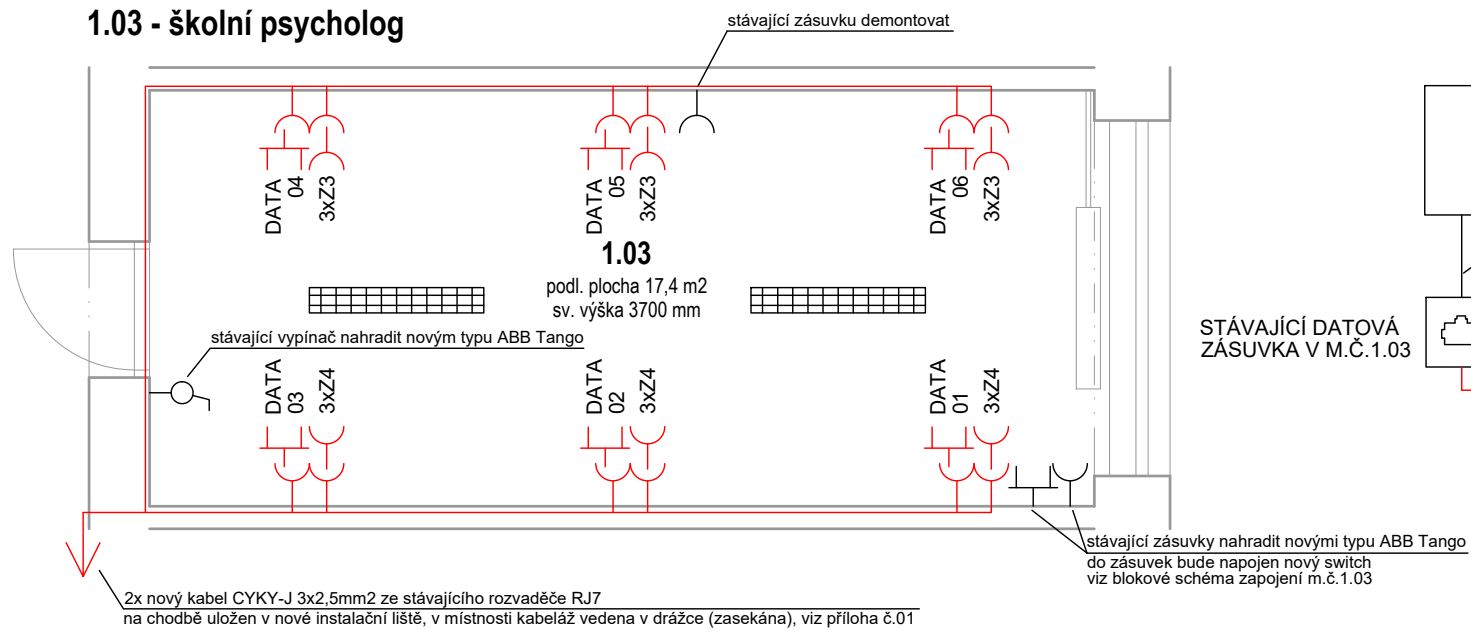 1.03 - školní psycholog
stávající zásuvku demontovat
DATA
04
3xZ3
DATA
05
3xZ3
DATA
06
3xZ3
1.03
podl. plocha 17,4 m2
sv. výška 3700 mm
STÁVAJÍCÍ DATOVÁ
ZÁSUVKA V M.Č.1.03
stávající vypínač nahradit novým typu ABB Tango
DATA
03
3xZ4
DATA
02
3xZ4
DATA
01
3xZ4
stávající zásuvky nahradit novými typu ABB Tango
do zásuvek bude napojen nový switch
viz blokové schéma zapojení m.č.1.03
2x nový kabel CYKY-J 3x2,5mm2 ze stávajícího rozvaděče RJ7
na chodbě uložen v nové instalační liště, v místnosti kabeláž vedena v drážce (zasekána), viz příloha č.01